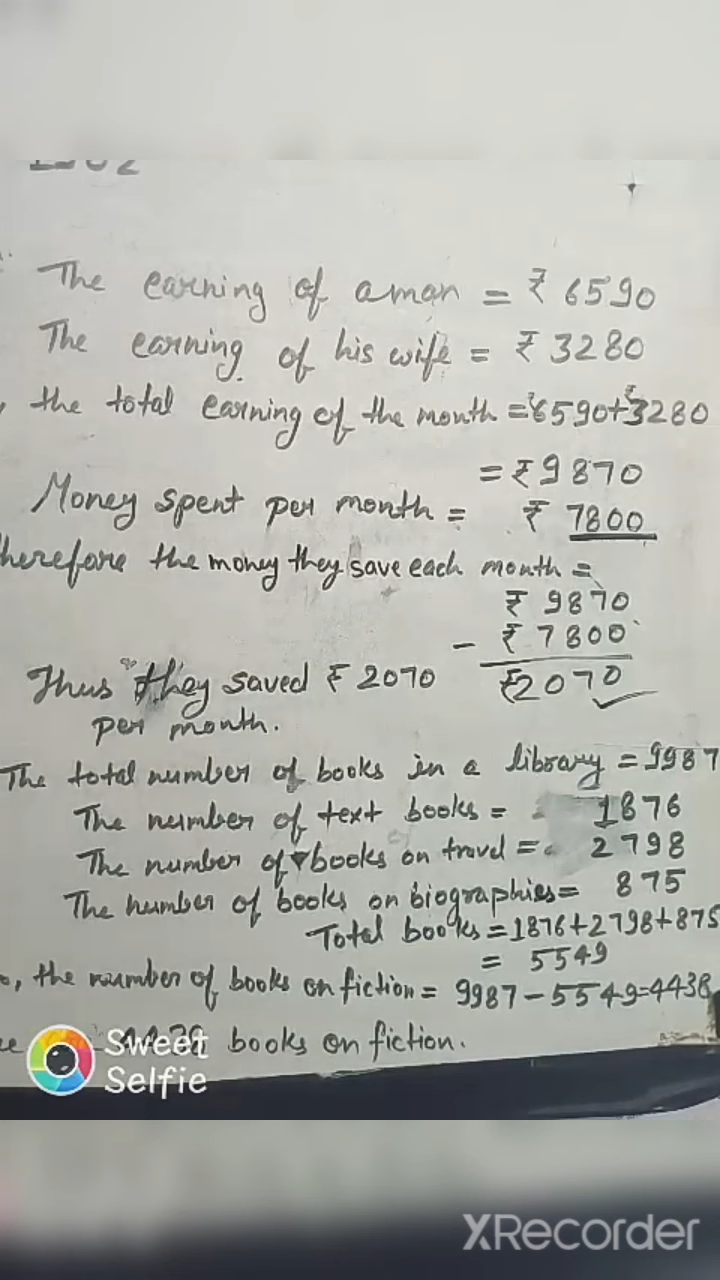 The earning of a man = ₹ 6590
The earning of his wife = ₹ 3280
the total earning of the month = ₹6590+₹3280
= ₹9870
Money spent per month = ₹ 7800
herefore the money they save each month =
₹ 9870
- ₹ 7800
₹2070
Thus they saved ₹ 2070
per month.
The total number of books in a library = 9987
The number of text books = 1876
The number of books on travel = 2798
The number of books on biographies = 875
Total books = 1876+2798+875
= 5549
o, the number of books on fiction = 9987-5549=4438
books on fiction.
Sweet
Selfie
XRecorder